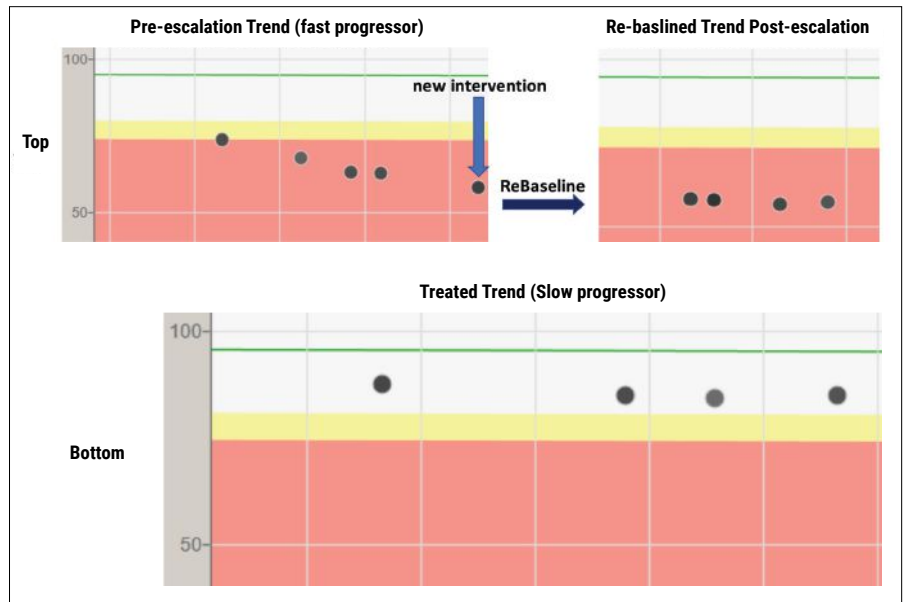 Pre-escalation Trend (fast progressor)
Re-baslined Trend Post-escalation
100
new intervention
Top
ReBaseline
50
Treated Trend (Slow progressor)
100
Bottom
50